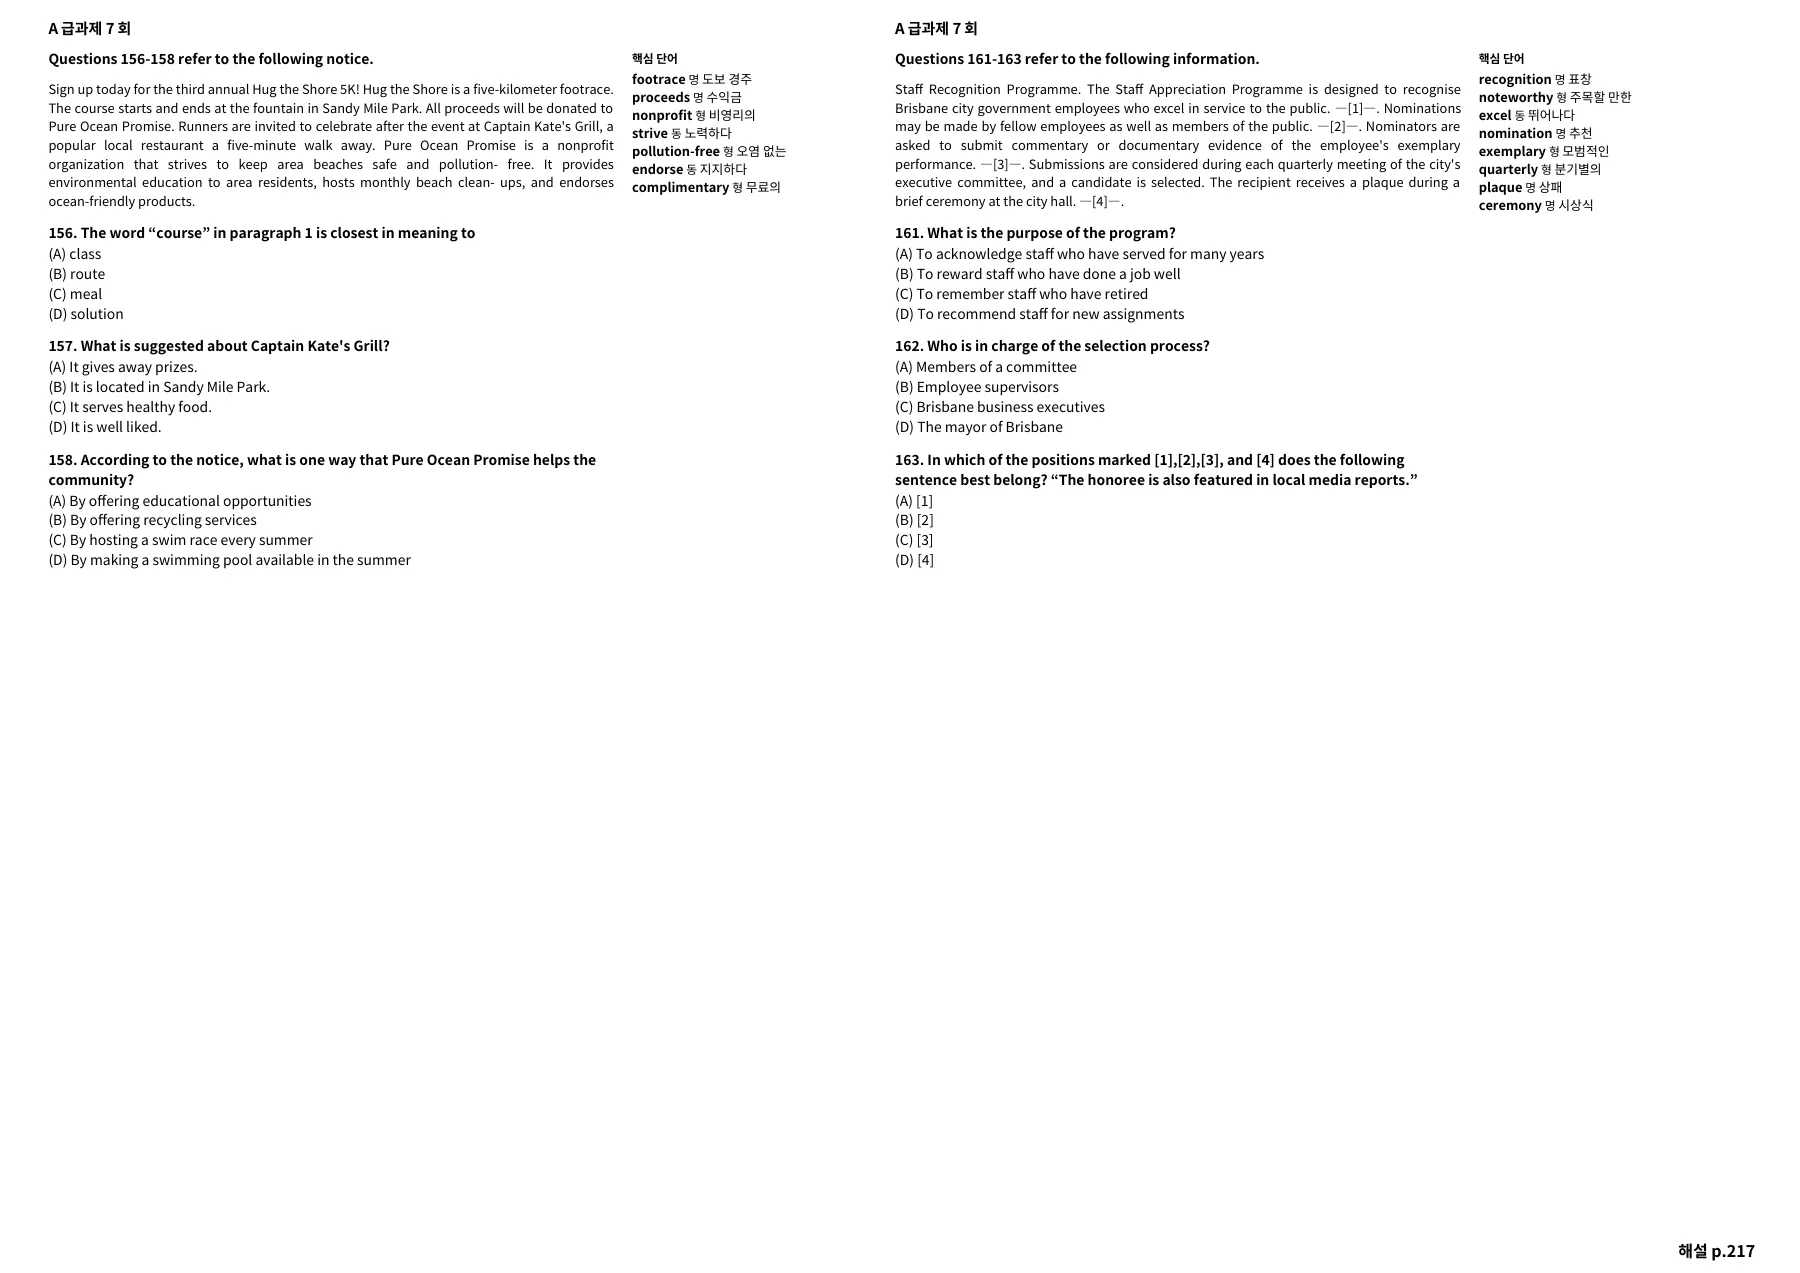 A 급과제 7 회
Questions 156-158 refer to the following notice.
Sign up today for the third annual Hug the Shore 5K! Hug the Shore is a five-kilometer footrace.
The course starts and ends at the fountain in Sandy Mile Park. All proceeds will be donated to
Pure Ocean Promise. Runners are invited to celebrate after the event at Captain Kate's Grill, a
popular local restaurant a five-minute walk away. Pure Ocean Promise is a nonprofit
organization that strives to keep area beaches safe and pollution- free. It provides
environmental education to area residents, hosts monthly beach clean- ups, and endorses
ocean-friendly products.
핵심 단어
footrace 명 도보 경주
proceeds 명 수익금
nonprofit 형 비영리의
strive 동 노력하다
pollution-free 형 오염 없는
endorse 동 지지하다
complimentary 형 무료의
156. The word “course” in paragraph 1 is closest in meaning to
(A) class
(B) route
(C) meal
(D) solution
157. What is suggested about Captain Kate's Grill?
(A) It gives away prizes.
(B) It is located in Sandy Mile Park.
(C) It serves healthy food.
(D) It is well liked.
158. According to the notice, what is one way that Pure Ocean Promise helps the
community?
(A) By offering educational opportunities
(B) By offering recycling services
(C) By hosting a swim race every summer
(D) By making a swimming pool available in the summer
A 급과제 7 회
Questions 161-163 refer to the following information.
Staff Recognition Programme. The Staff Appreciation Programme is designed to recognise
Brisbane city government employees who excel in service to the public. —[1]—. Nominations
may be made by fellow employees as well as members of the public. —[2]—. Nominators are
asked to submit commentary or documentary evidence of the employee's exemplary
performance. —[3]—. Submissions are considered during each quarterly meeting of the city's
executive committee, and a candidate is selected. The recipient receives a plaque during a
brief ceremony at the city hall. —[4]—.
핵심 단어
recognition 명 표창
noteworthy 형 주목할 만한
excel 동 뛰어나다
nomination 명 추천
exemplary 형 모범적인
quarterly 형 분기별의
plaque 명 상패
ceremony 명 시상식
161. What is the purpose of the program?
(A) To acknowledge staff who have served for many years
(B) To reward staff who have done a job well
(C) To remember staff who have retired
(D) To recommend staff for new assignments
162. Who is in charge of the selection process?
(A) Members of a committee
(B) Employee supervisors
(C) Brisbane business executives
(D) The mayor of Brisbane
163. In which of the positions marked [1],[2],[3], and [4] does the following
sentence best belong? “The honoree is also featured in local media reports.”
(A) [1]
(B) [2]
(C) [3]
(D) [4]
해설 p.217